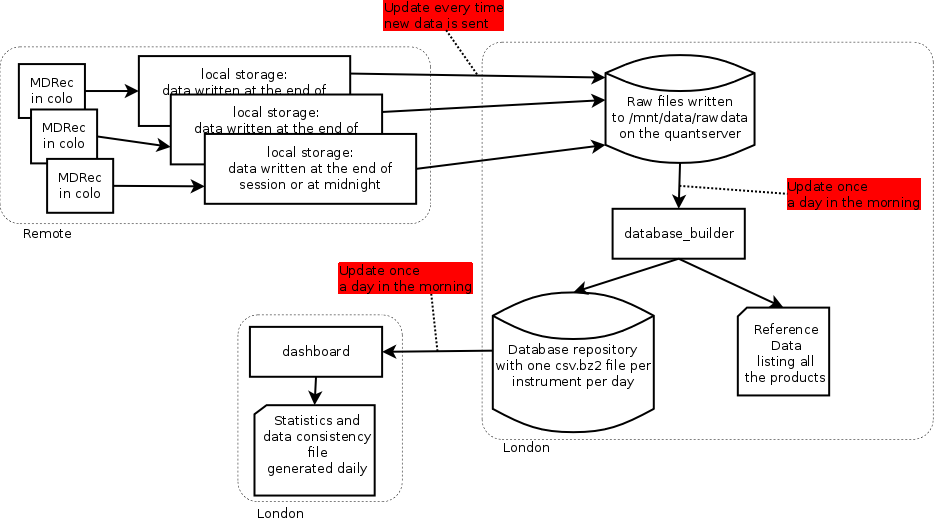 Update every time
new data is sent
MDRec
in colo
local storage:
data written at the end of
MDRec
in colo
local storage:
data written at the end of
MDRec
in colo
local storage:
data written at the end of
session or at midnight
Remote
Raw files written
to /mnt/data/rawdata
on the quantserver
Update once
a day in the morning
database_builder
Update once
a day in the morning
Database repository
with one csv.bz2 file per
instrument per day
Reference
Data
listing all
the products
London
dashboard
Statistics and
data consistency
file
generated daily
London